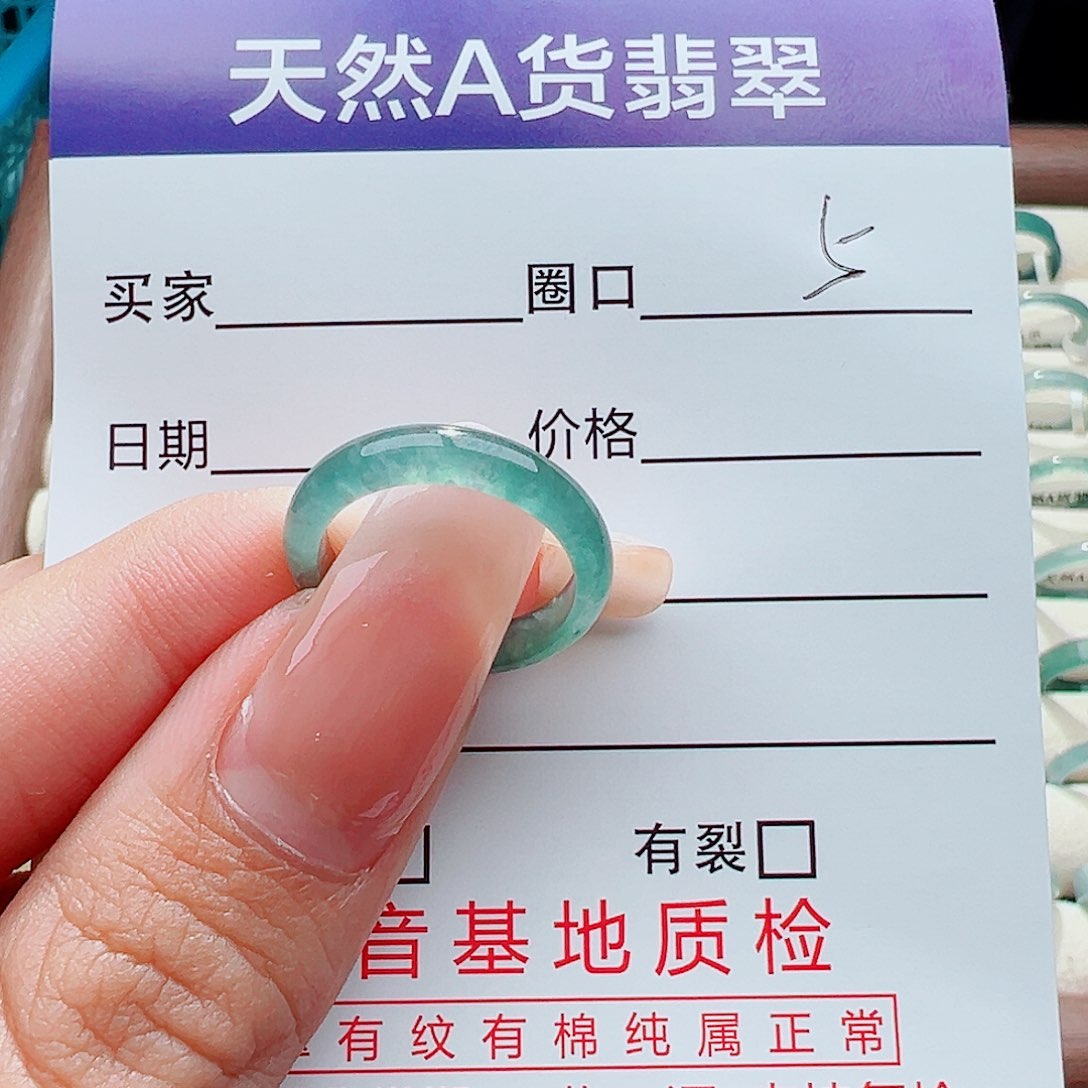 天然A货翡翠
买家 圈口 5
日期 价格
有裂
音基地质检
有纹有棉纯属正常